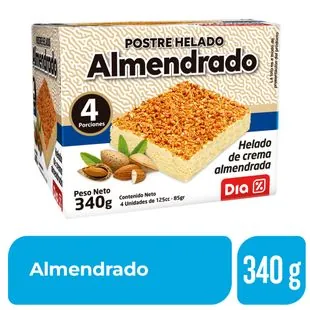 POSTRE HELADO
Almendrado
4
Porciones
Helado
de crema
almendrada
Peso Neto
340g
Contenido Neto
4 Unidades de 125cc - 85gr
DIA %
Almendrado
340 g